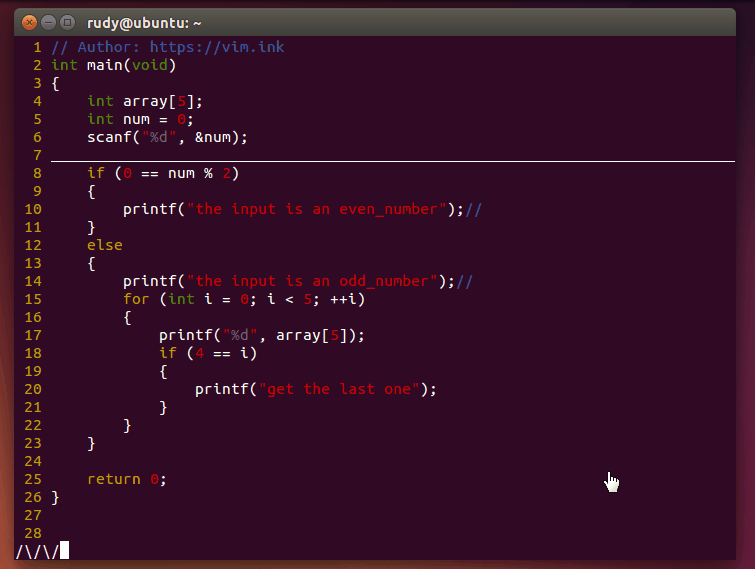 rudy@ubuntu: ~
1 // Author: https://vim.ink
2 int main(void)
3 {
4     int array[5];
5     int num = 0;
6     scanf("%d", &num);
7
8     if (0 == num % 2)
9     {
10         printf("the input is an even_number");//
11     }
12     else
13     {
14         printf("the input is an odd_number");//
15         for (int i = 0; i < 5; ++i)
16         {
17             printf("%d", array[5]);
18             if (4 == i)
19             {
20                 printf("get the last one");
21             }
22         }
23     }
24
25     return 0;
26 }
27
28
/\/\/